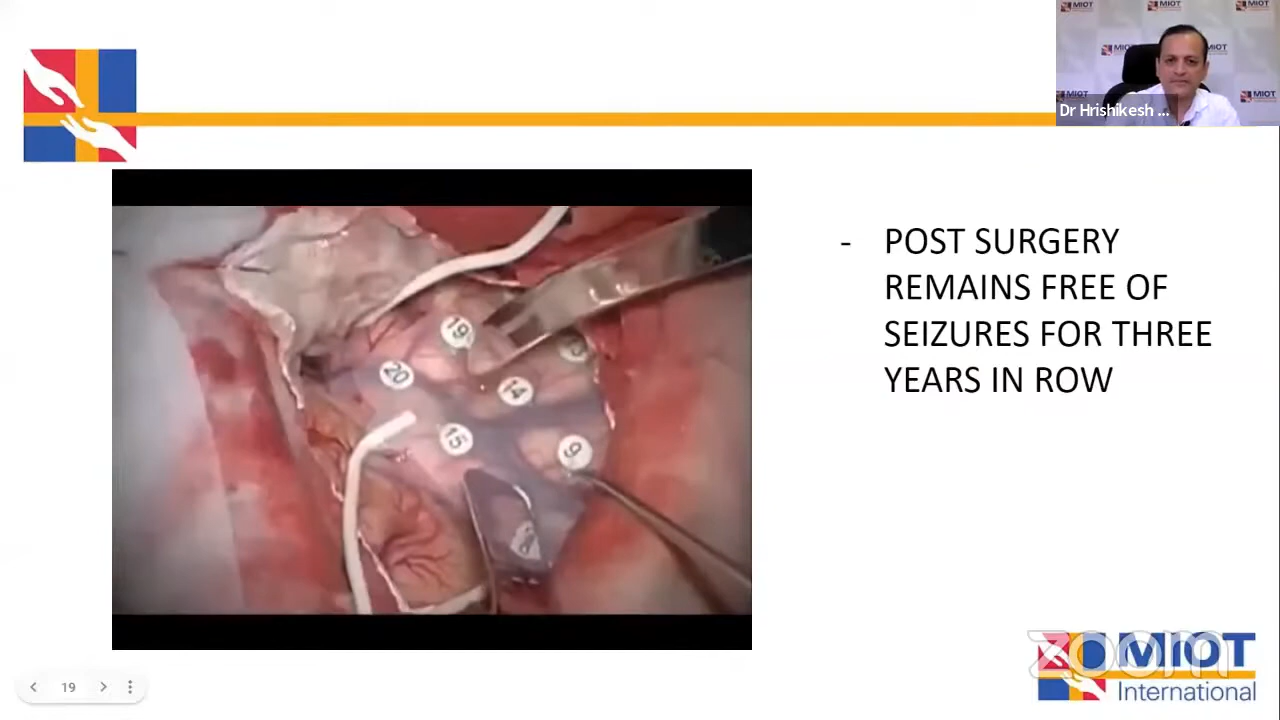 Dr Hrishikesh ...
- POST SURGERY
REMAINS FREE OF
SEIZURES FOR THREE
YEARS IN ROW
19
20
14
15
9
zoom
MIOT
International
19